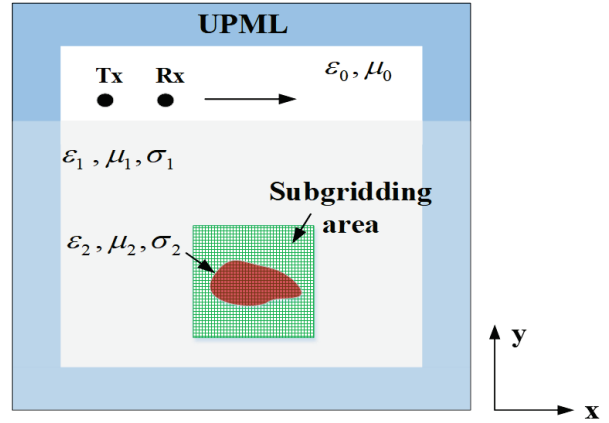 UPML
Tx Rx
ε₀, μ₀
ε₁, μ₁, σ₁
Subgridding
area
ε₂, μ₂, σ₂
y
x